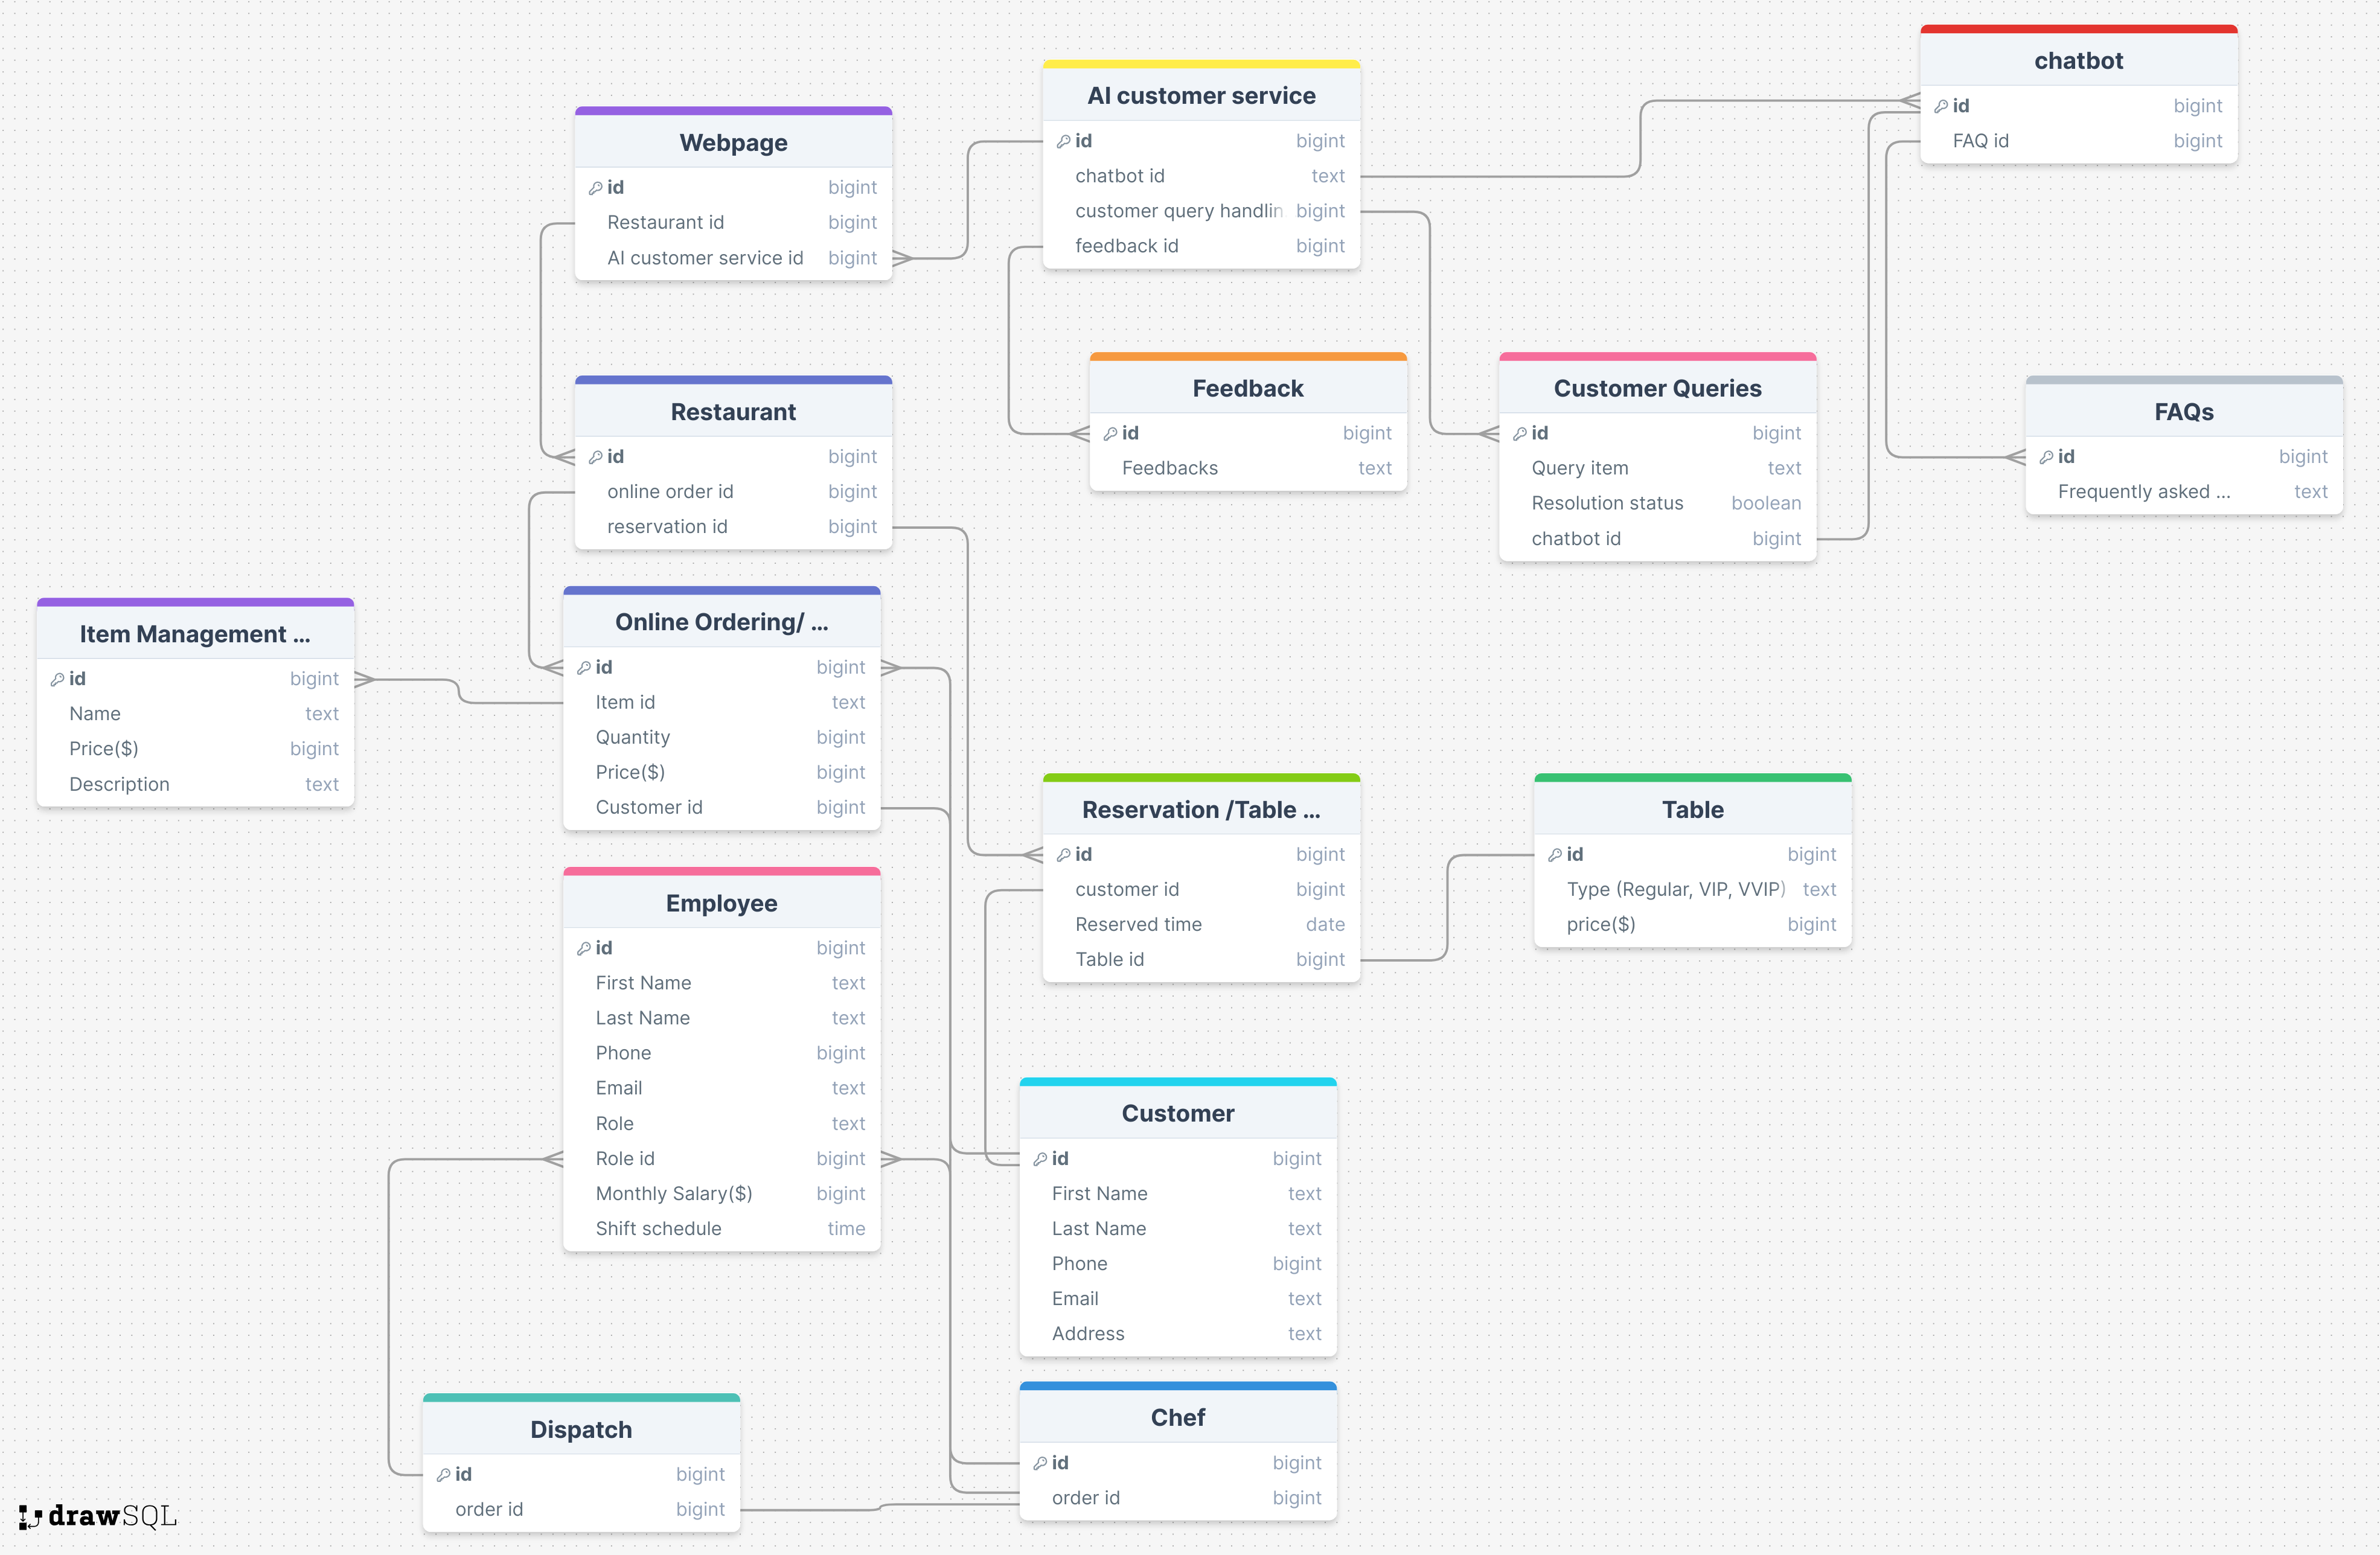 chatbot
id bigint
FAQ id bigint
AI customer service
id bigint
chatbot id text
customer query handlin bigint
feedback id bigint
Webpage
id bigint
Restaurant id bigint
AI customer service id bigint
Feedback
id bigint
Feedbacks text
Customer Queries
id bigint
Query item text
Resolution status boolean
chatbot id bigint
FAQs
id bigint
Frequently asked ... text
Restaurant
id bigint
online order id bigint
reservation id bigint
Item Management ...
id bigint
Name text
Price($) bigint
Description text
Online Ordering/ ...
id bigint
Item id text
Quantity bigint
Price($) bigint
Customer id bigint
Reservation /Table ...
id bigint
customer id bigint
Reserved time date
Table id bigint
Table
id bigint
Type (Regular, VIP, VVIP) text
price($) bigint
Employee
id bigint
First Name text
Last Name text
Phone bigint
Email text
Role text
Role id bigint
Monthly Salary($) bigint
Shift schedule time
Customer
id bigint
First Name text
Last Name text
Phone bigint
Email text
Address text
Dispatch
id bigint
order id bigint
Chef
id bigint
order id bigint
drawSQL